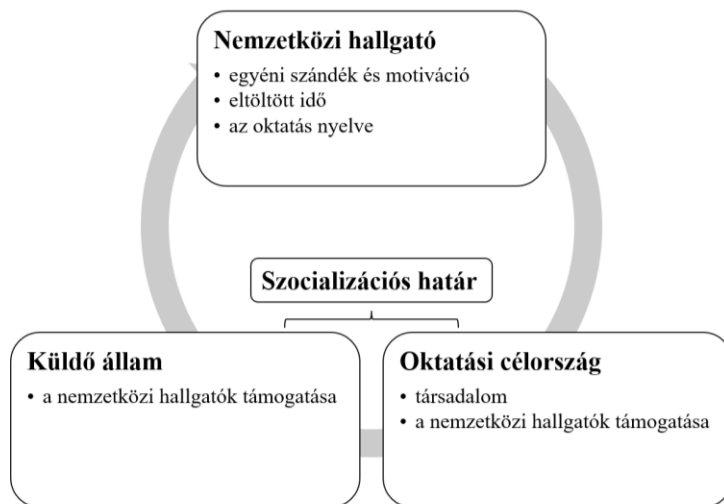 Nemzetközi hallgató
• egyéni szándék és motiváció
• eltöltött idő
• az oktatás nyelve
Szocializációs határ
Küldő állam
• a nemzetközi hallgatók támogatása
Oktatási célország
• társadalom
• a nemzetközi hallgatók támogatása